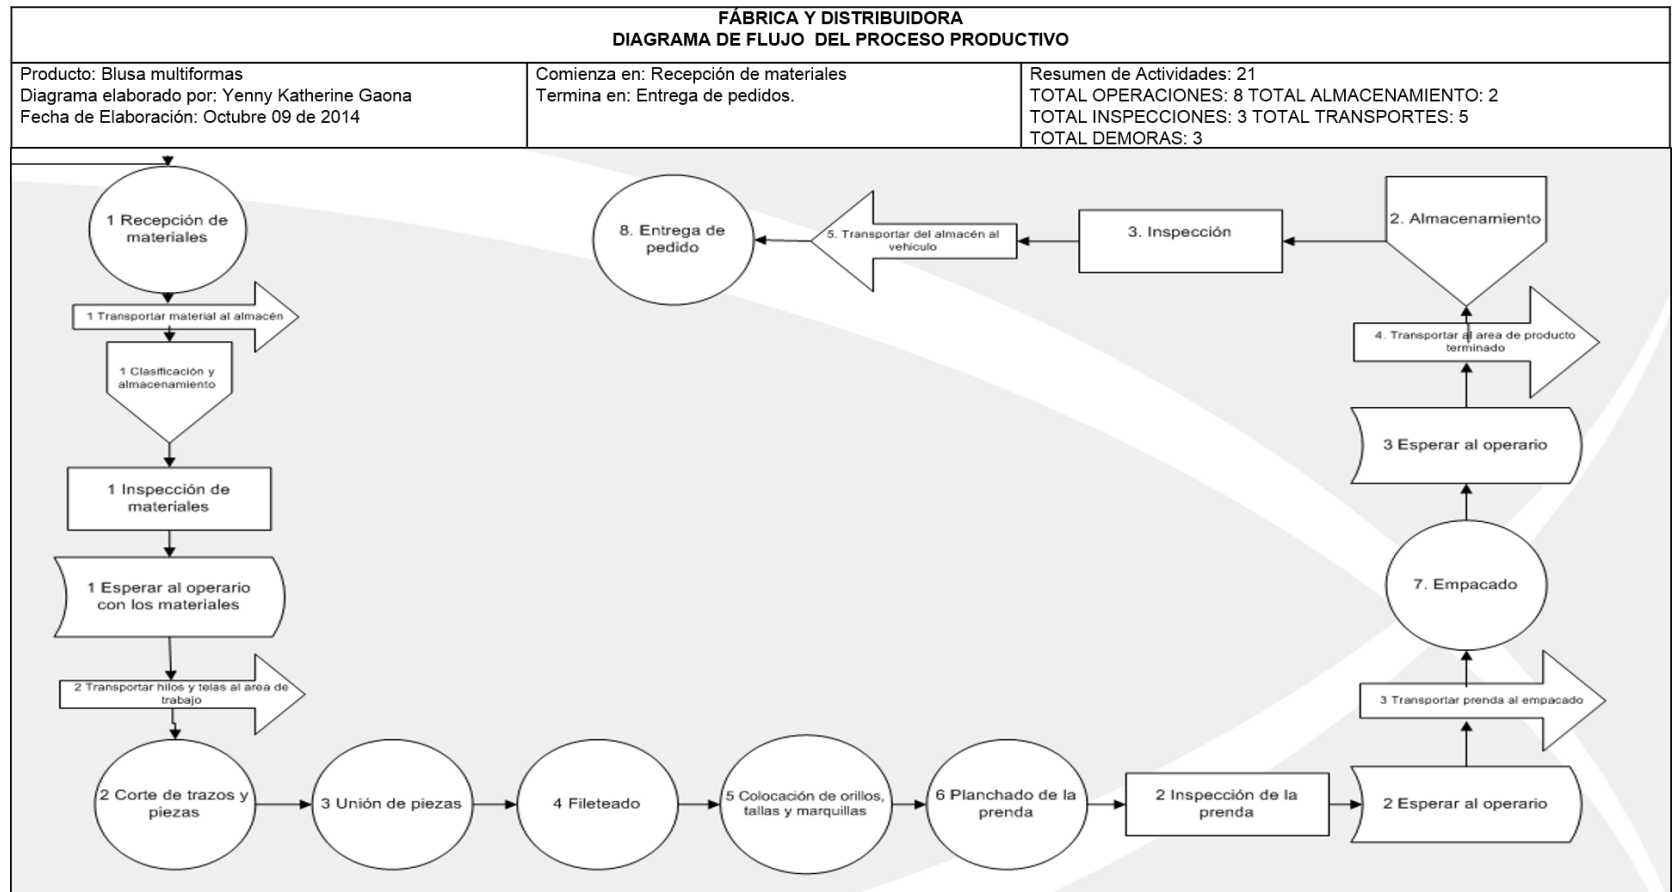 FÁBRICA Y DISTRIBUIDORA
DIAGRAMA DE FLUJO DEL PROCESO PRODUCTIVO
Producto: Blusa multiformas
Diagrama elaborado por: Yenny Katherine Gaona
Fecha de Elaboración: Octubre 09 de 2014
Comienza en: Recepción de materiales
Termina en: Entrega de pedidos.
Resumen de Actividades: 21
TOTAL OPERACIONES: 8 TOTAL ALMACENAMIENTO: 2
TOTAL INSPECCIONES: 3 TOTAL TRANSPORTES: 5
TOTAL DEMORAS: 3
1 Recepción de
materiales
1 Transportar material al almacén
1 Clasificación y
almacenamiento
1 Inspección de
materiales
1 Esperar al operario
con los materiales
2 Transportar hilos y telas al area de
trabajo
2 Corte de trazos y
piezas
3 Unión de piezas
4 Fileteado
5 Colocación de orillos,
tallas y marquillas
6 Planchado de la
prenda
2 Inspección de la
prenda
2 Esperar al operario
3 Transportar prenda al empacado
7. Empacado
3 Esperar al operario
4. Transportar al area de producto
terminado
2. Almacenamiento
3. Inspección
5. Transportar del almacén al
vehiculo
8. Entrega de
pedido